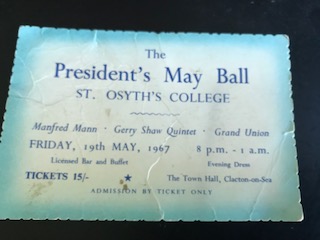 The
President's May Ball
ST. OSYTH'S COLLEGE
Manfred Mann · Gerry Shaw Quintet · Grand Union
FRIDAY, 19TH MAY, 1967 8 p.m. - 1 a.m.
Licensed Bar and Buffet Evening Dress
TICKETS 15/- The Town Hall, Clacton-on-Sea
ADMISSION BY TICKET ONLY